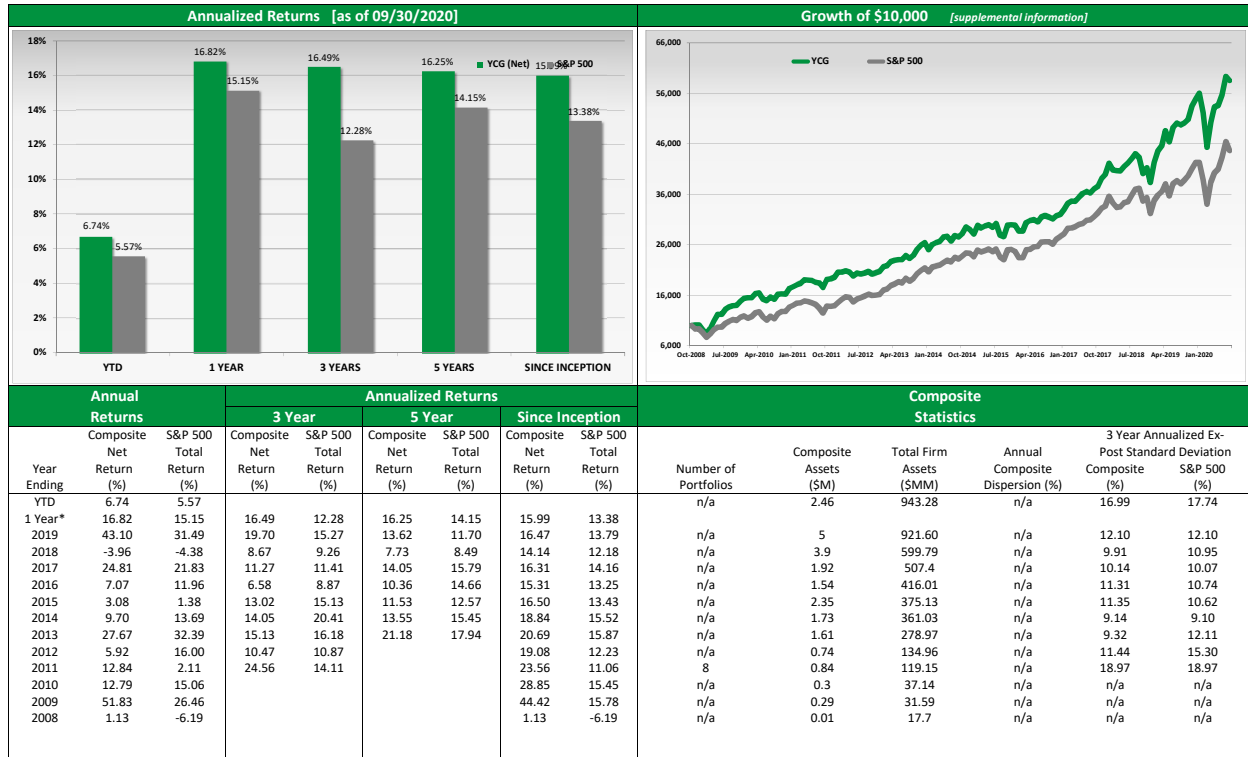 Annualized Returns [as of 09/30/2020]
18%
16%
14%
12%
10%
8%
6%
4%
2%
0%
6.74%
5.57%
16.82%
15.15%
16.49%
12.28%
16.25%
14.15%
13.38%
YCG (Net)
S&P 500
YTD 1 YEAR 3 YEARS 5 YEARS SINCE INCEPTION
Growth of $10,000 [supplemental information]
YCG S&P 500
66,000
56,000
46,000
36,000
26,000
16,000
6,000
Oct-2008 Jul-2009 Apr-2010 Jan-2011 Oct-2011 Jul-2012 Apr-2013 Jan-2014 Oct-2014 Jul-2015 Apr-2016 Jan-2017 Oct-2017 Jul-2018 Apr-2019 Jan-2020
Annual Annualized Returns Composite
Returns 3 Year 5 Year Since Inception Statistics
Composite S&P 500 Composite S&P 500 Composite S&P 500 Composite S&P 500 3 Year Annualized Ex-
Net Total Net Total Net Total Net Total Composite Total Firm Annual Post Standard Deviation
Year Return Return Return Return Return Return Return Return Number of Assets Assets Composite Composite S&P 500
Ending (%) (%) (%) (%) (%) (%) (%) (%) Portfolios ($M) ($MM) Dispersion (%) (%) (%)
YTD 6.74 5.57 n/a 2.46 943.28 n/a 16.99 17.74
1 Year* 16.82 15.15 16.49 12.28 16.25 14.15 15.99 13.38
2019 43.10 31.49 19.70 15.27 13.62 11.70 16.47 13.79 n/a 5 921.60 n/a 12.10 12.10
2018 -3.96 -4.38 8.67 9.26 7.73 8.49 14.14 12.18 n/a 3.9 599.79 n/a 9.91 10.95
2017 24.81 21.83 11.27 11.41 14.05 15.79 16.31 14.16 n/a 1.92 507.4 n/a 10.14 10.07
2016 7.07 11.96 6.58 8.87 10.36 14.66 15.31 13.25 n/a 1.54 416.01 n/a 11.31 10.74
2015 3.08 1.38 13.02 15.13 11.53 12.57 16.50 13.43 n/a 2.35 375.13 n/a 11.35 10.62
2014 9.70 13.69 14.05 20.41 13.55 15.45 18.84 15.52 n/a 1.73 361.03 n/a 9.14 9.10
2013 27.67 32.39 15.13 16.18 21.18 17.94 20.69 15.87 n/a 1.61 278.97 n/a 9.32 12.11
2012 5.92 16.00 10.47 10.87 19.08 12.23 n/a 0.74 134.96 n/a 11.44 15.30
2011 12.84 2.11 24.56 14.11 23.56 11.06 8 0.84 119.15 n/a 18.97 18.97
2010 12.79 15.06 28.85 15.45 n/a 0.3 37.14 n/a n/a n/a
2009 51.83 26.46 44.42 15.78 n/a 0.29 31.59 n/a n/a n/a
2008 1.13 -6.19 1.13 -6.19 n/a 0.01 17.7 n/a n/a n/a